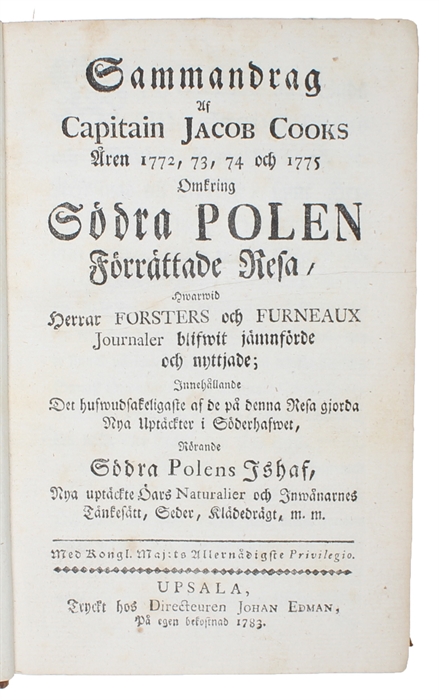 Sammandrag
Af
Capitain JACOB COOKS
Åren 1772, 73, 74 och 1775
Omkring
Södra POLEN
Förrättade Resa,
Hwarwid
Herrar FORSTERS och FURNEAUX
Journaler blifwit jämnförde
och nyttjade;
Innehållande
Det hufwudsakeligaste af de på denna Resa gjorda
Nya Uptäckter i Söderhafwet,
Rörande
Södra Polens Ishaf,
Nya uptäckte Öars Naturalier och Inwånarnes
Tänkesätt, Seder, Klädedrägt, m. m.
Med Kongl. Maj:ts Allernådigste Privilegio.
UPSALA,
Tryckt hos Directeuren JOHAN EDMAN,
På egen bekostnad 1783.